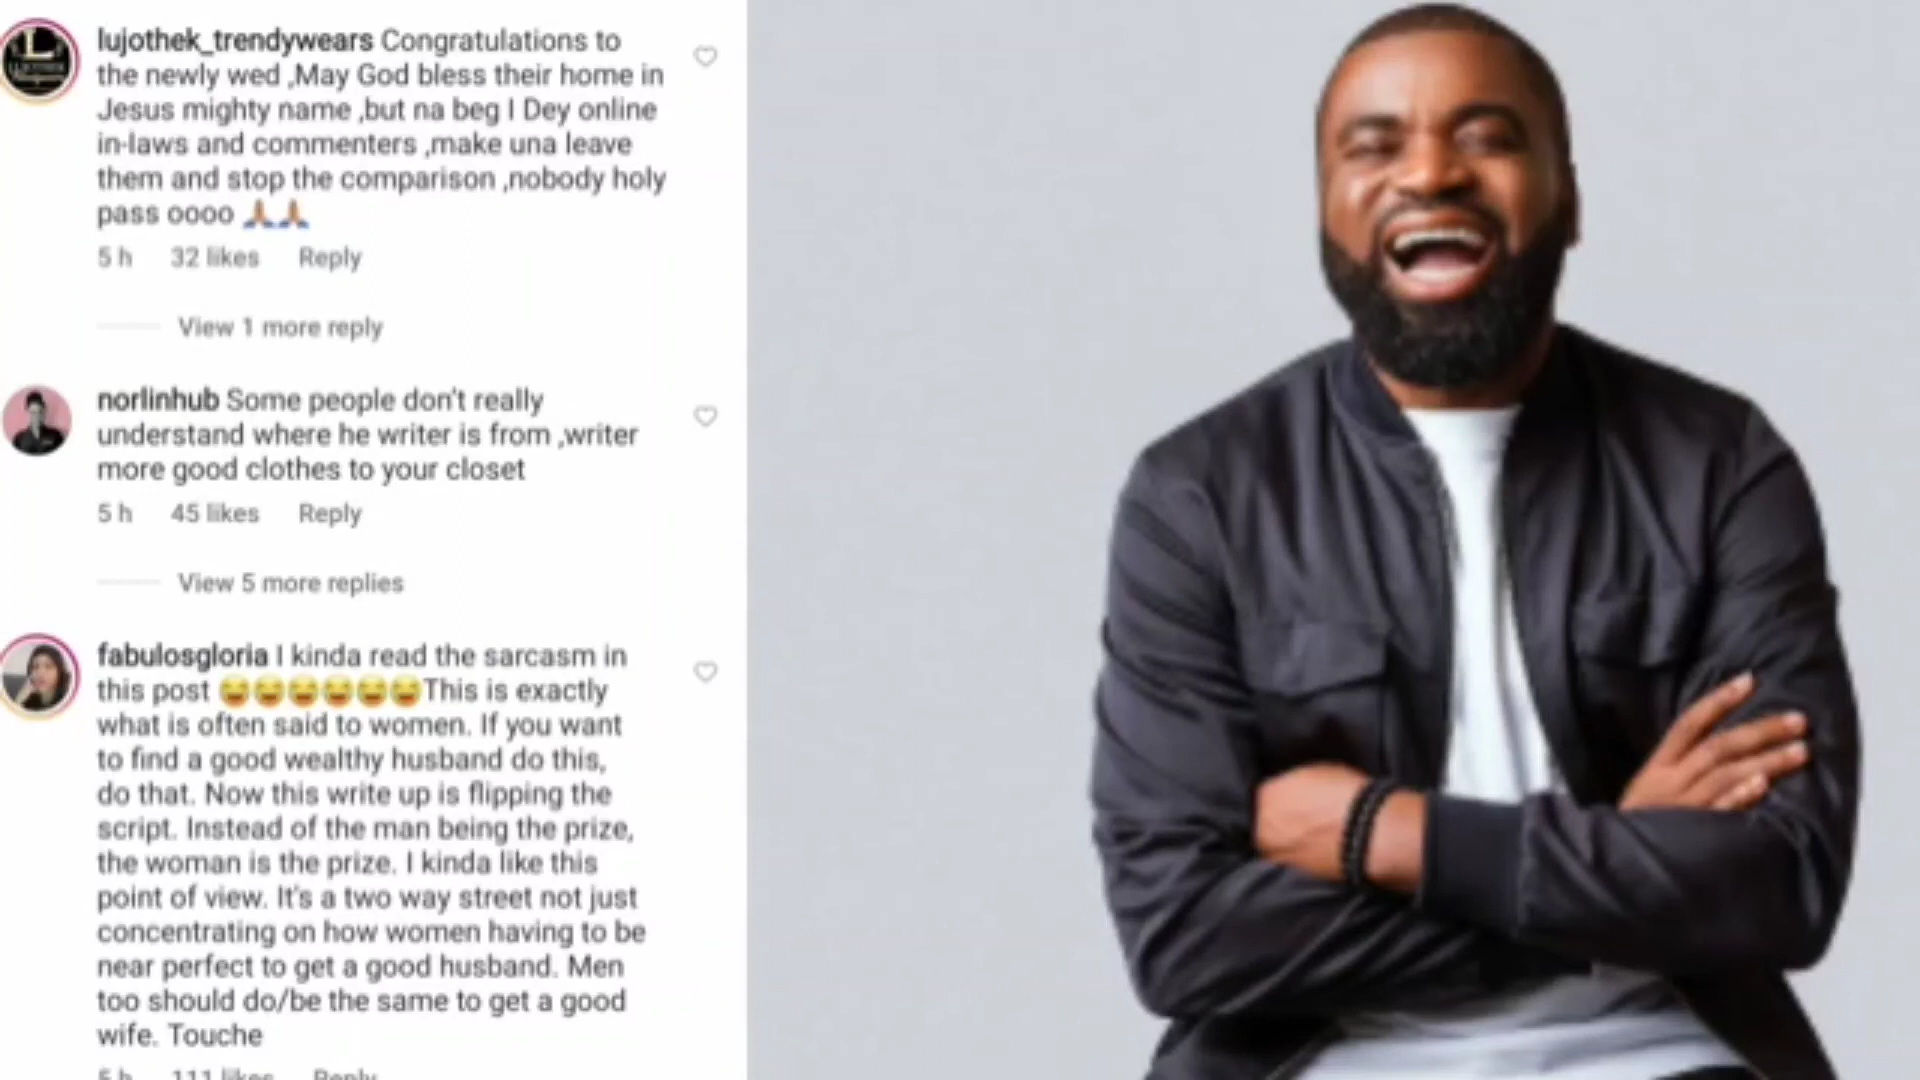 lujothek_trendywears Congratulations to
the newly wed ,May God bless their home in
Jesus mighty name ,but na beg I Dey online
in-laws and commenters ,make una leave
them and stop the comparison ,nobody holy
pass oooo 🙏🏽🙏🏽
5 h 32 likes Reply
View 1 more reply
norlinhub Some people don't really
understand where he writer is from ,writer
more good clothes to your closet
5 h 45 likes Reply
View 5 more replies
fabulosgloria I kinda read the sarcasm in
this post 😂😂😂😂😂😂This is exactly
what is often said to women. If you want
to find a good wealthy husband do this,
do that. Now this write up is flipping the
script. Instead of the man being the prize,
the woman is the prize. I kinda like this
point of view. It's a two way street not just
concentrating on how women having to be
near perfect to get a good husband. Men
too should do/be the same to get a good
wife. Touche
5 h 111 likes Reply